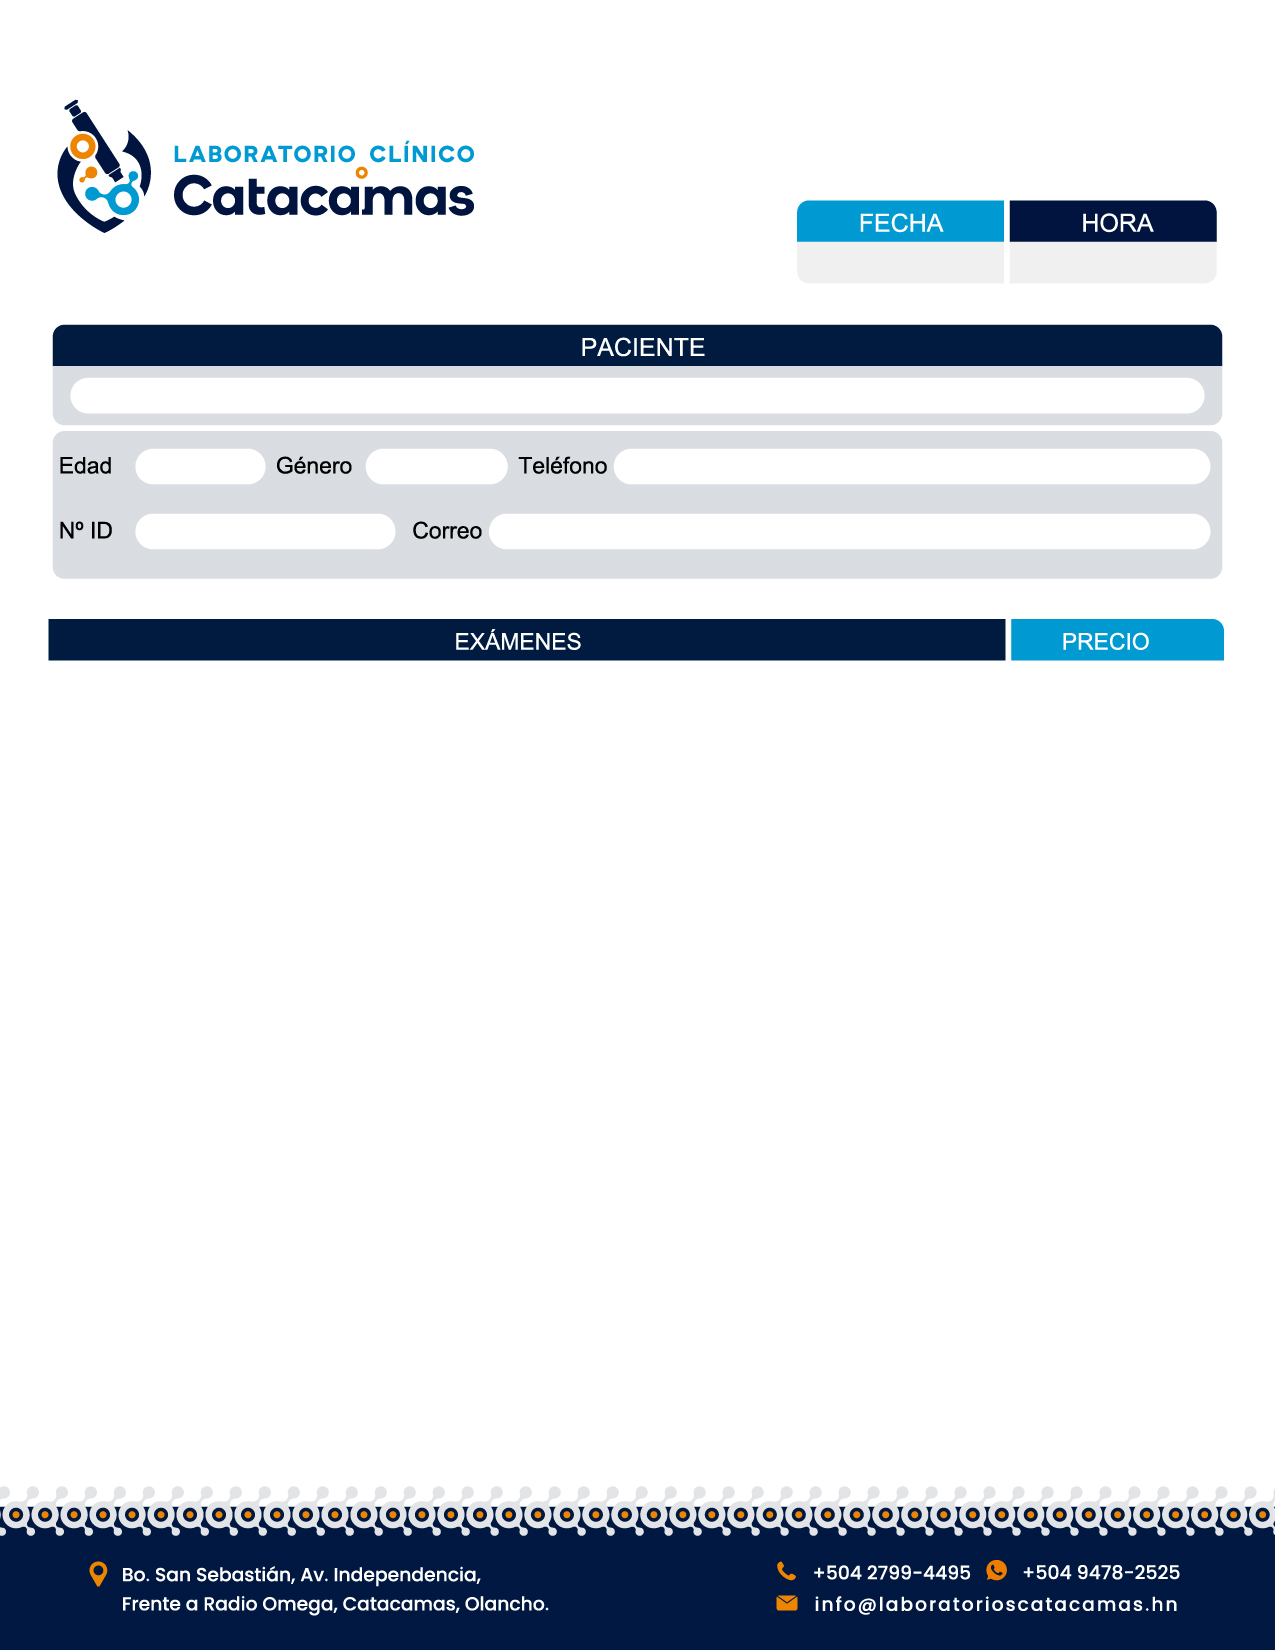 LABORATORIO CLÍNICO
Catacamas
FECHA HORA
PACIENTE
Edad Género Teléfono
Nº ID Correo
EXÁMENES PRECIO
Bo. San Sebastián, Av. Independencia,
Frente a Radio Omega, Catacamas, Olancho.
+504 2799-4495 +504 9478-2525
info@laboratorioscatacamas.hn